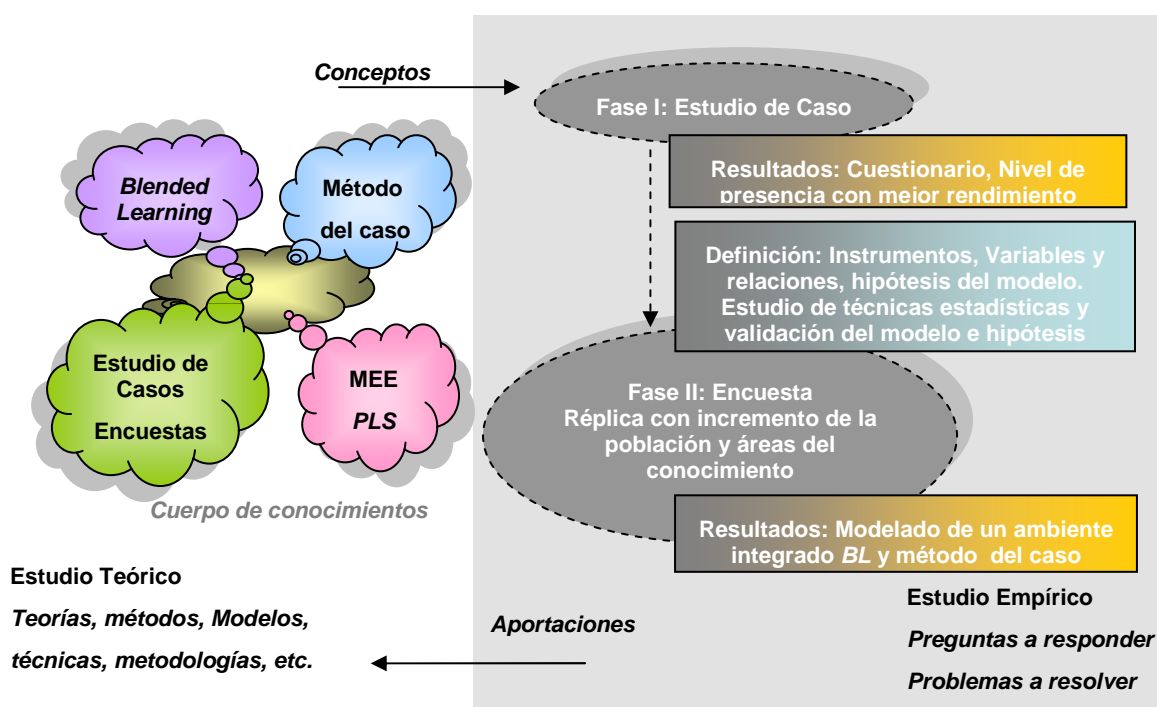 Conceptos
Blended
Learning
Método
del caso
Estudio de
Casos
Encuestas
MEE
PLS
Cuerpo de conocimientos
Estudio Teórico
Teorías, métodos, Modelos,
técnicas, metodologías, etc.
Fase I: Estudio de Caso
Resultados: Cuestionario, Nivel de
presencia con mejor rendimiento
Definición: Instrumentos, Variables y
relaciones, hipótesis del modelo.
Estudio de técnicas estadísticas y
validación del modelo e hipótesis
Fase II: Encuesta
Réplica con incremento de la
población y áreas del
conocimiento
Resultados: Modelado de un ambiente
integrado BL y método del caso
Aportaciones
Estudio Empírico
Preguntas a responder
Problemas a resolver